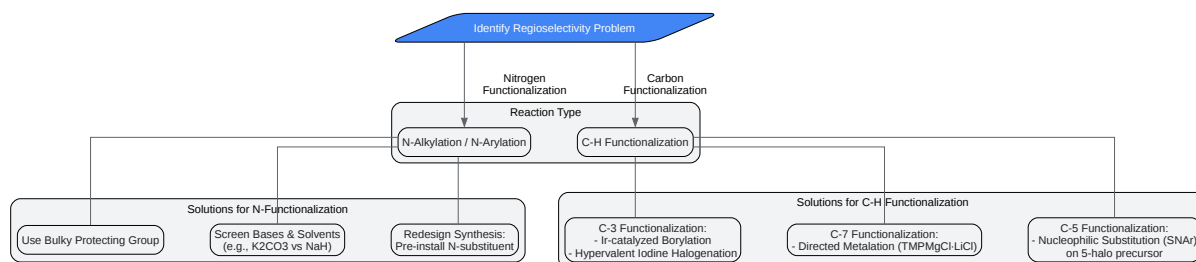 Identify Regioselectivity Problem
Nitrogen
Functionalization
Carbon
Functionalization
Reaction Type
N-Alkylation / N-Arylation
C-H Functionalization
Solutions for N-Functionalization
Use Bulky Protecting Group
Screen Bases & Solvents
(e.g., K2CO3 vs NaH)
Redesign Synthesis:
Pre-install N-substituent
Solutions for C-H Functionalization
C-3 Functionalization:
- Ir-catalyzed Borylation
- Hypervalent Iodine Halogenation
C-7 Functionalization:
- Directed Metalation (TMPMgCl·LiCl)
C-5 Functionalization:
- Nucleophilic Substitution (SNAr)
on 5-halo precursor